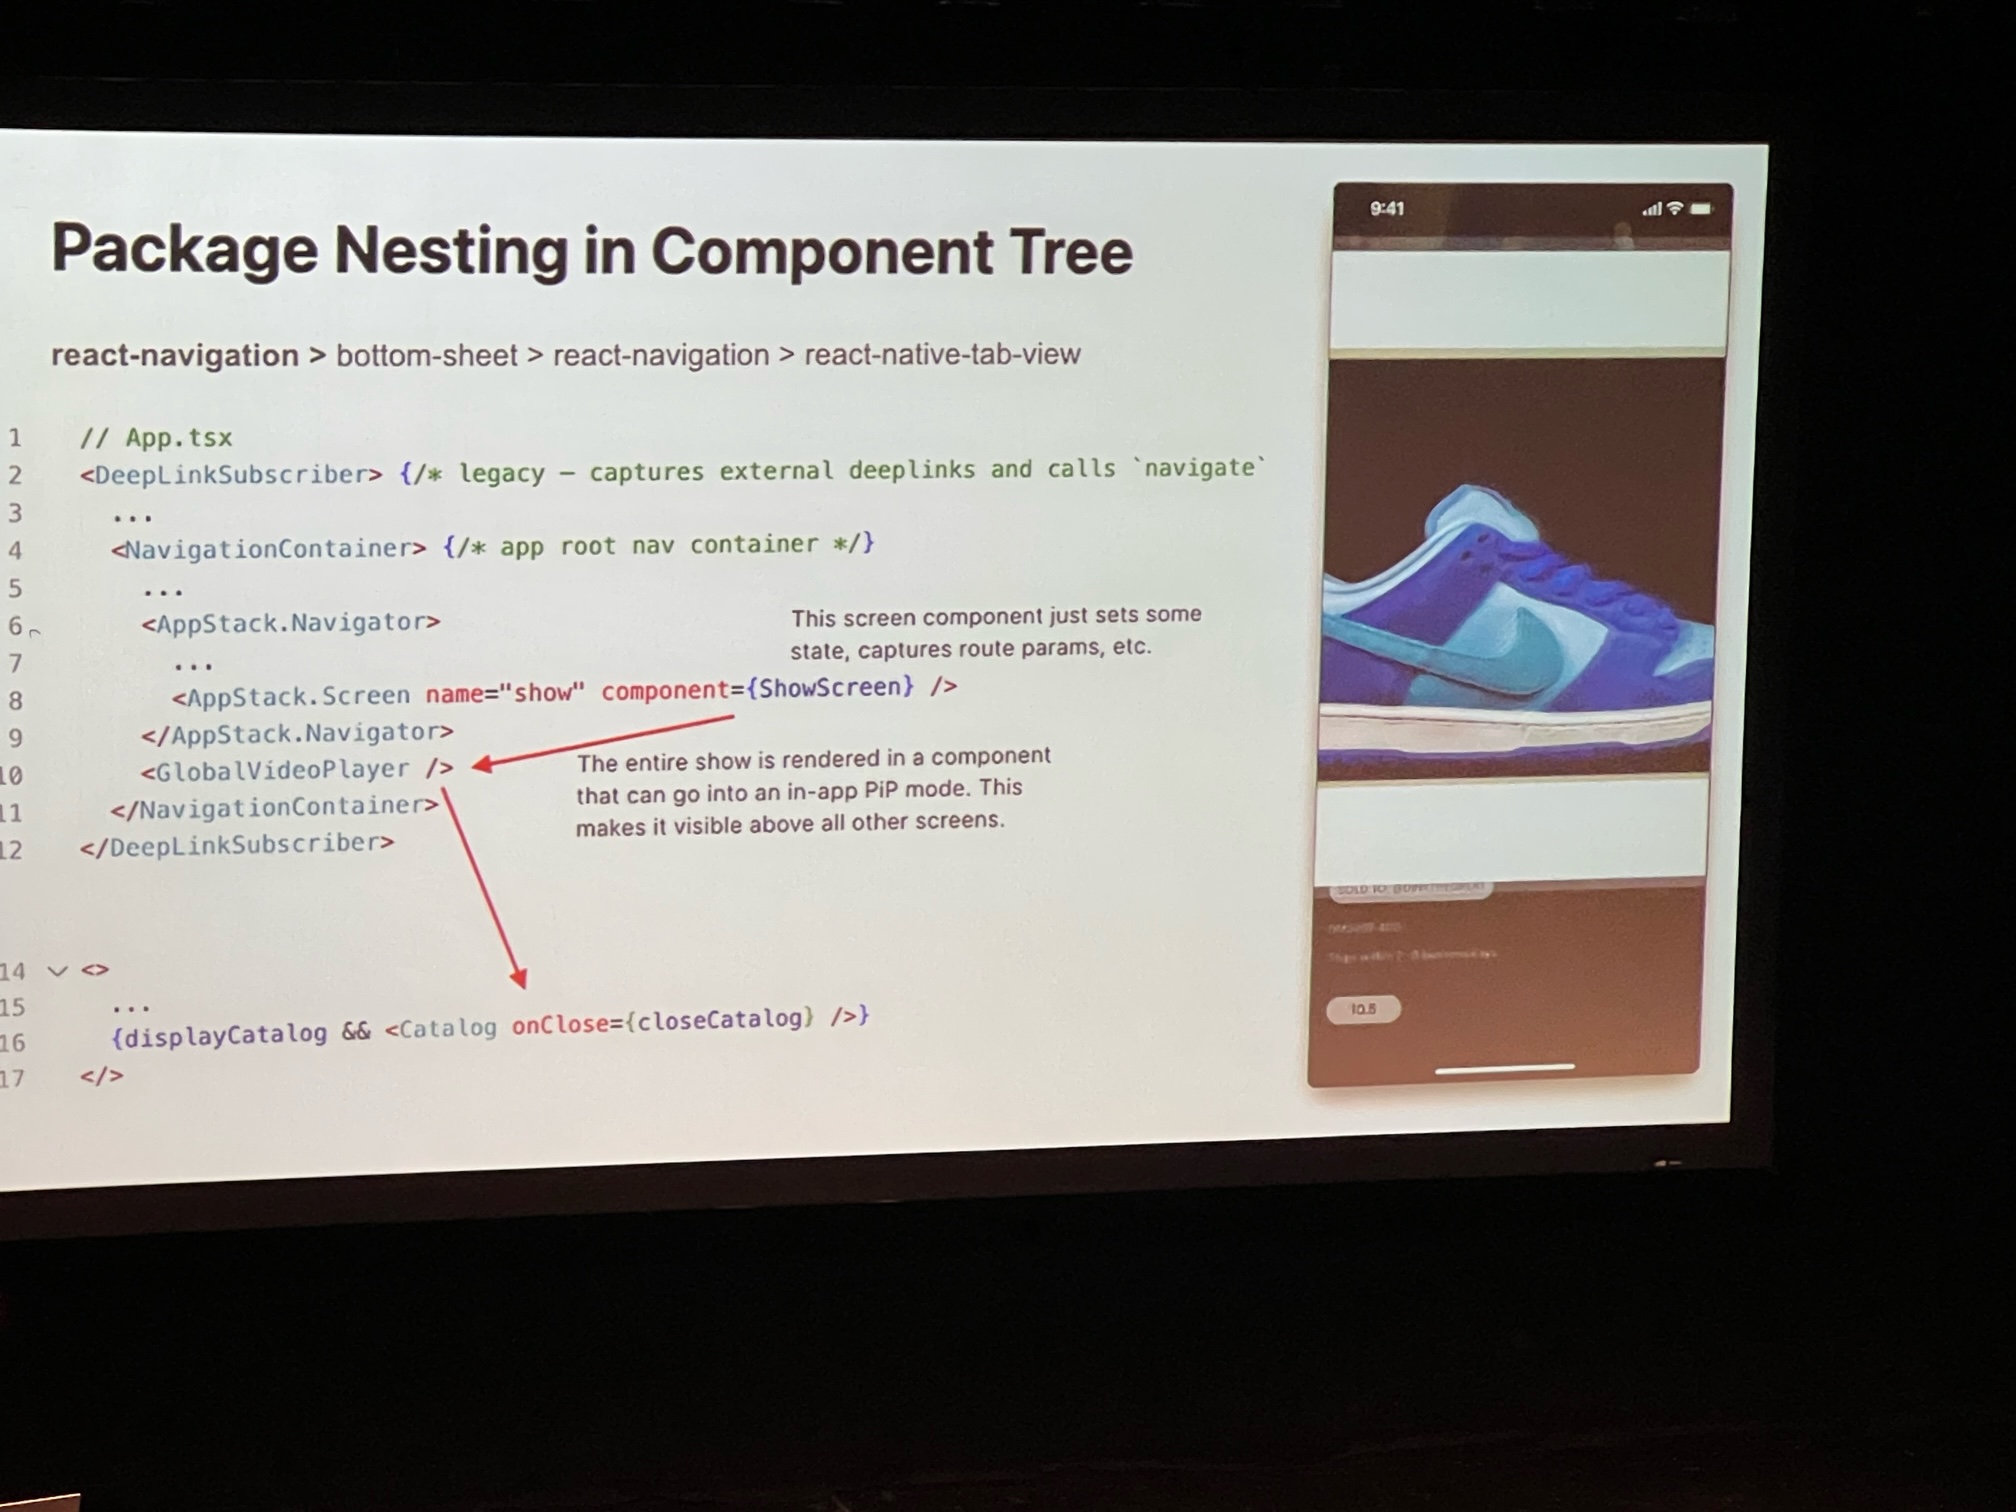 Package Nesting in Component Tree
react-navigation > bottom-sheet > react-navigation > react-native-tab-view
1 // App.tsx
2 <DeepLinkSubscriber> {/* legacy – captures external deeplinks and calls `navigate`
3 ...
4 <NavigationContainer> {/* app root nav container */}
5 ...
6 <AppStack.Navigator>
This screen component just sets some
state, captures route params, etc.
7 ...
8 <AppStack.Screen name="show" component={ShowScreen} />
9 </AppStack.Navigator>
10 <GlobalVideoPlayer />
The entire show is rendered in a component
that can go into an in-app PiP mode. This
makes it visible above all other screens.
11 </NavigationContainer>
12 </DeepLinkSubscriber>
14 <>
15 ...
16 {displayCatalog && <Catalog onClose={closeCatalog} />}
17 </>
9:41
SOLD TO:
10.5